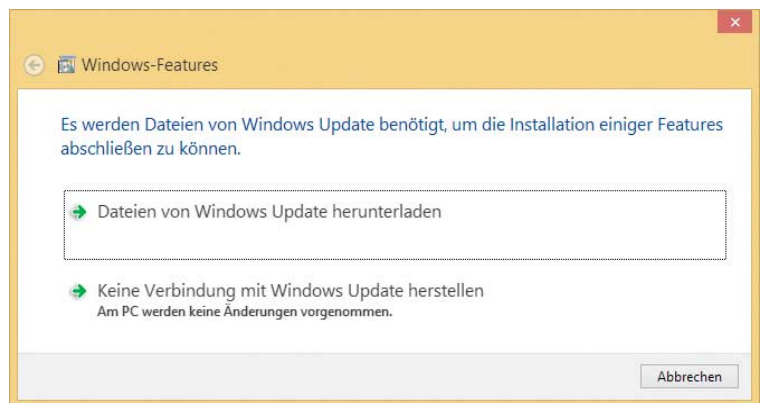 Windows-Features
Es werden Dateien von Windows Update benötigt, um die Installation einiger Features
abschließen zu können.
Dateien von Windows Update herunterladen
Keine Verbindung mit Windows Update herstellen
Am PC werden keine Änderungen vorgenommen.
Abbrechen